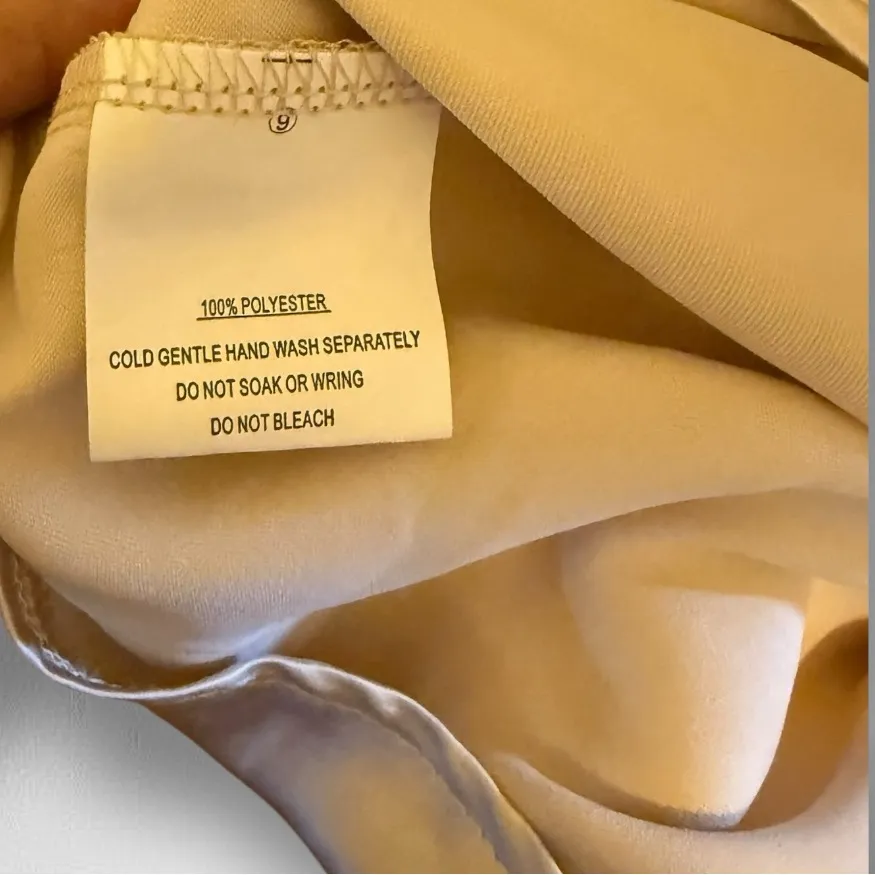 9
100% POLYESTER
COLD GENTLE HAND WASH SEPARATELY
DO NOT SOAK OR WRING
DO NOT BLEACH